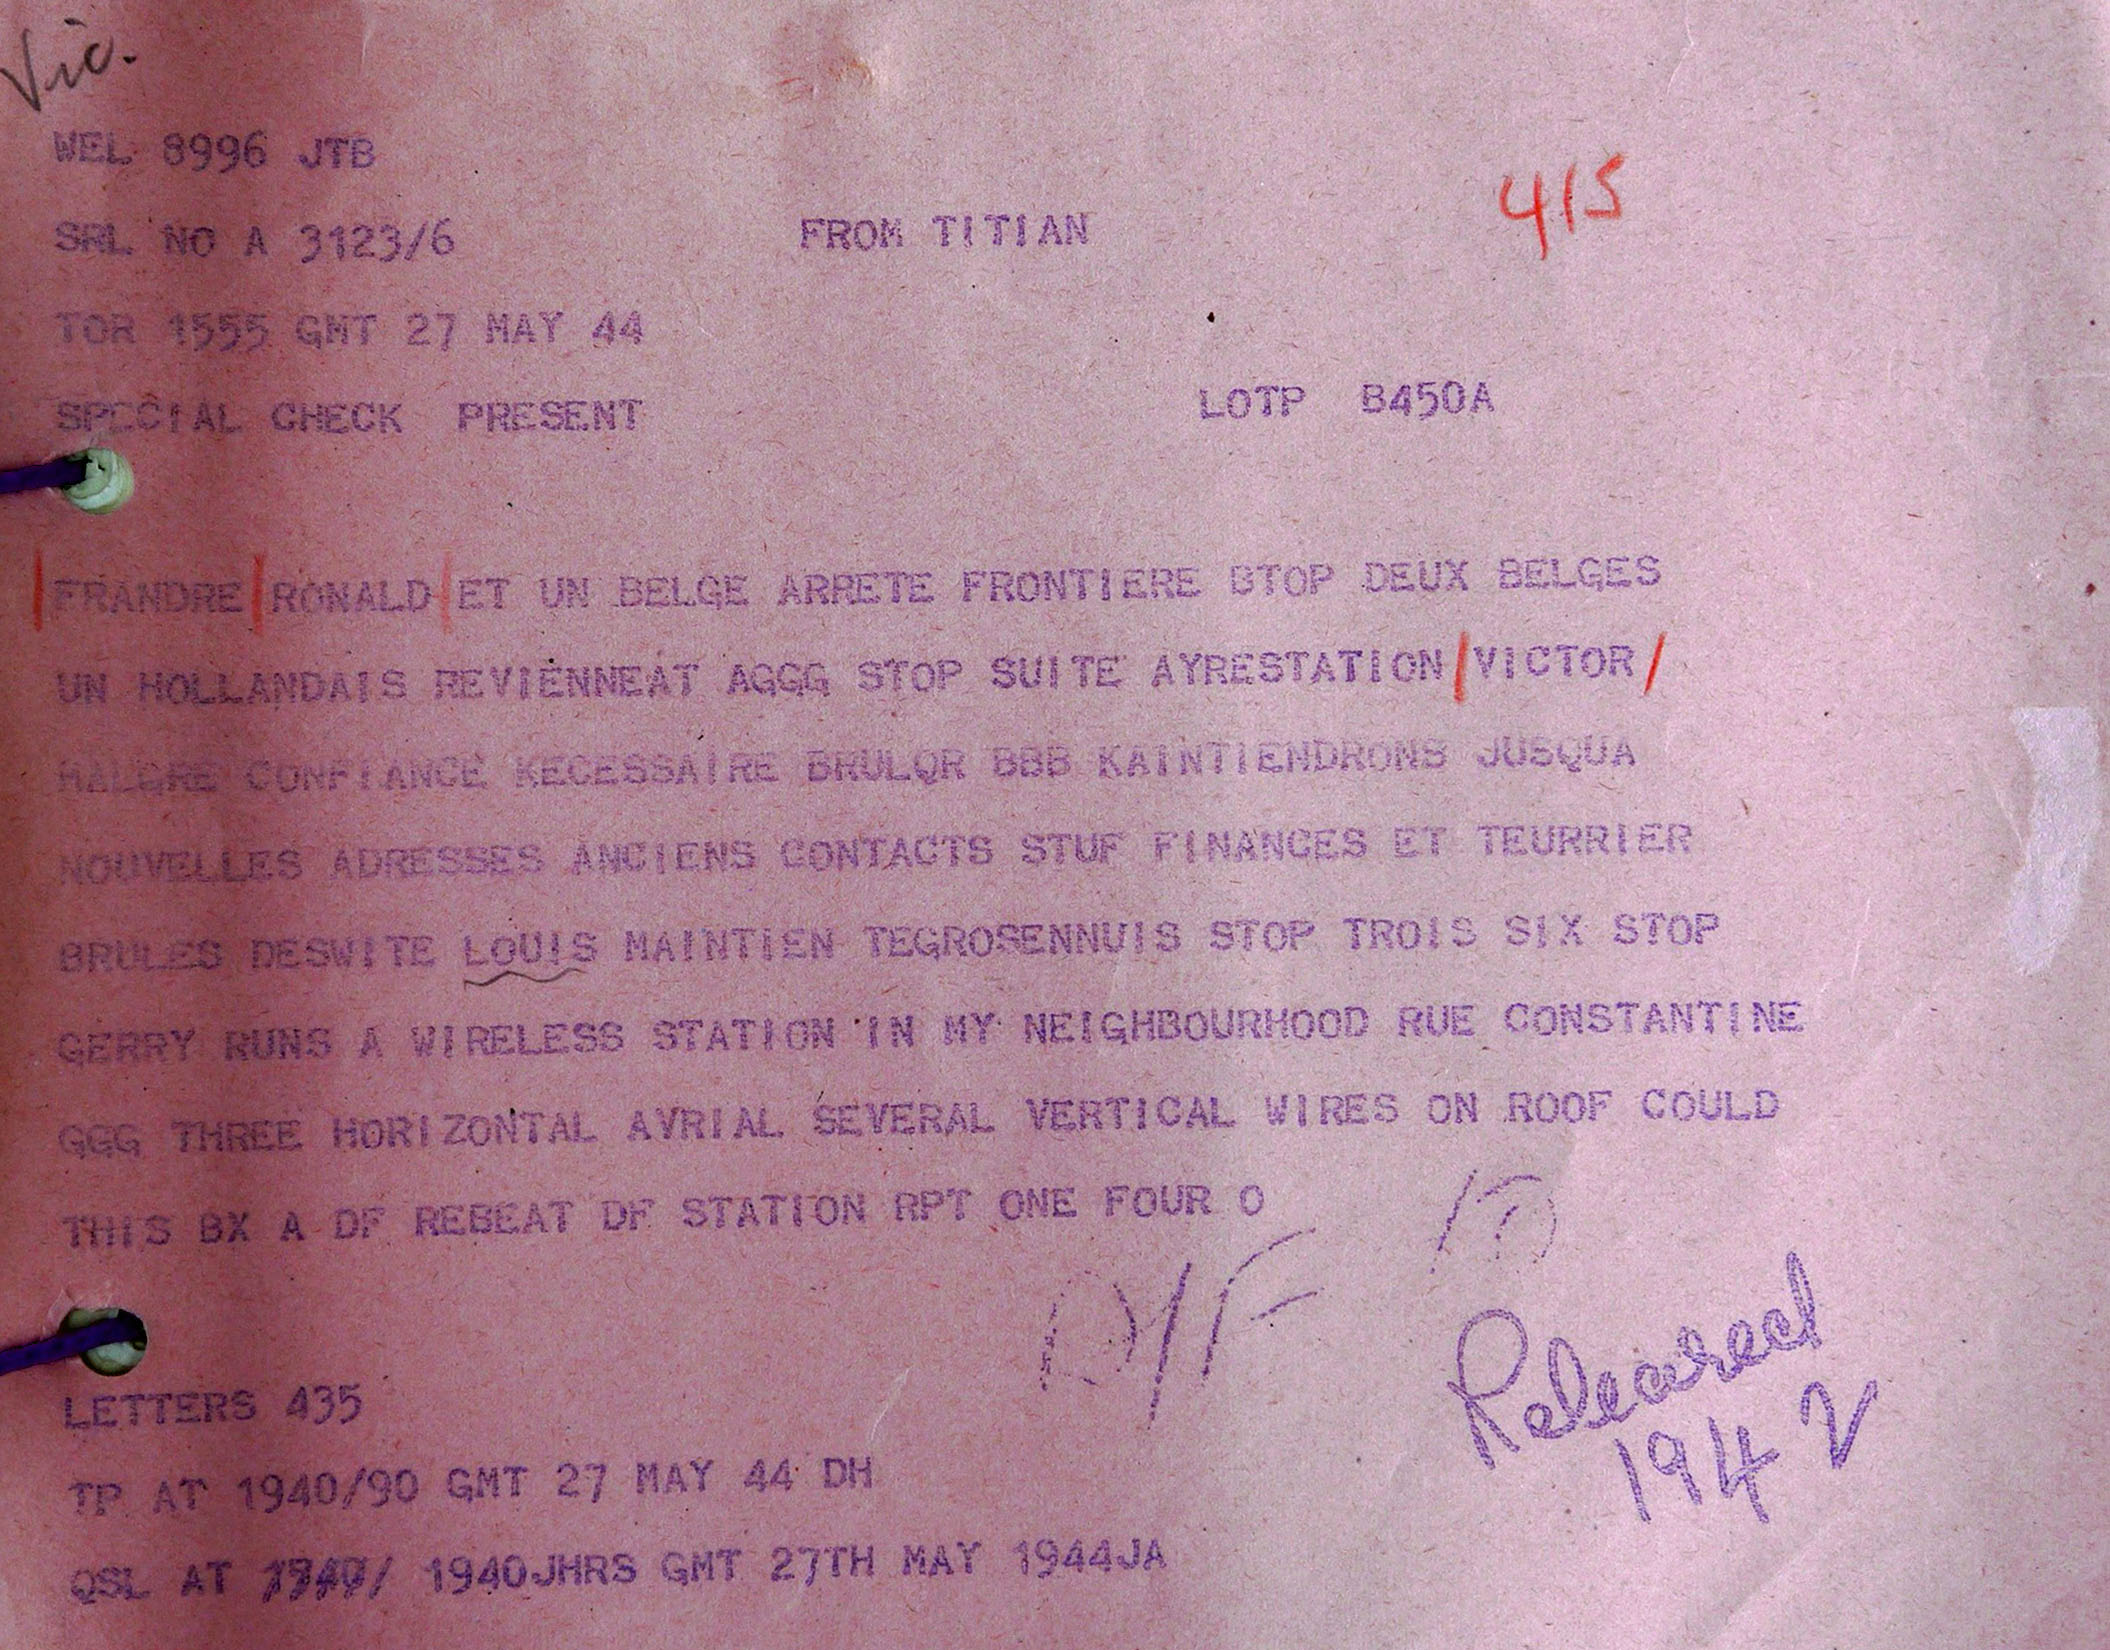 Vic.
WEL 8996 JTB
415
SRL NO A 3123/6 FROM TITIAN
TOR 1555 GMT 27 MAY 44
SPECIAL CHECK PRESENT LOTP B450A
FRANDRE/RONALD/ET UN BELGE ARRETE FRONTIERE BTOP DEUX BELGES
UN HOLLANDAIS REVIENNEAT AGGG STOP SUITE AYRESTATION/VICTOR/
MALGRE CONFIANCE KECESSAIRE BRULQR BBB KAINTIENDRONS JUSQUA
NOUVELLES ADRESSES ANCIENS CONTACTS STUF FINANCES ET TEURRIER
BRULES DESWITE LOUIS MAINTIEN TEGROSENNUIS STOP TROIS SIX STOP
GERRY RUNS A WIRELESS STATION IN MY NEIGHBOURHOOD RUE CONSTANTINE
GGG THREE HORIZONTAL AVRIAL SEVERAL VERTICAL WIRES ON ROOF COULD
THIS BX A DF REBEAT DF STATION RPT ONE FOUR O
Released
1942
LETTERS 435
TP AT 1940/90 GMT 27 MAY 44 DH
QSL AT 1940JHRS GMT 27TH MAY 1944JA